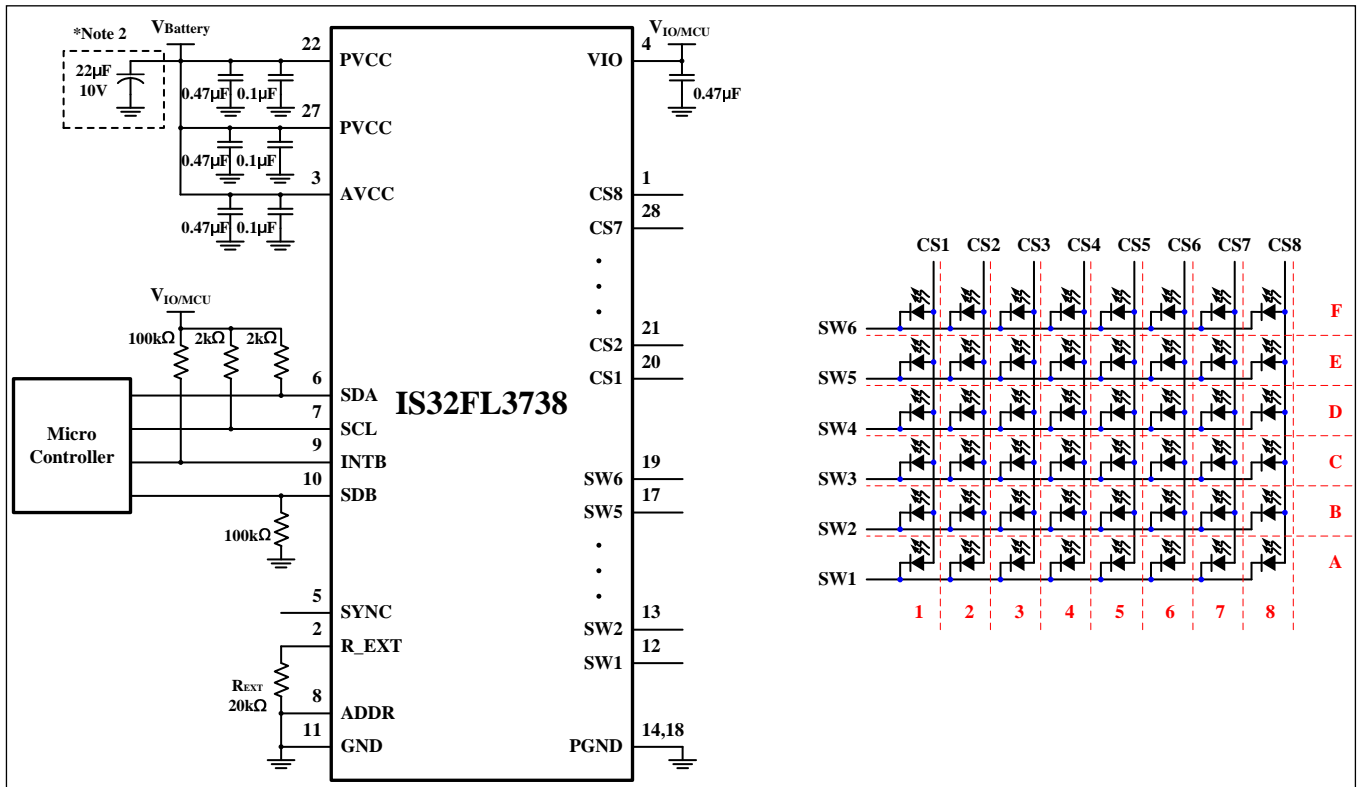 *Note 2
VBattery
22µF
10V
0.47µF 0.1µF
0.47µF 0.1µF
0.47µF 0.1µF
22
PVCC
27
PVCC
3
AVCC
VIO/MCU
100kΩ 2kΩ 2kΩ
Micro
Controller
6
SDA
7
SCL
9
INTB
10
SDB
100kΩ
5
SYNC
2
R_EXT
REXT
20kΩ
8
ADDR
11
GND
IS32FL3738
VIO/MCU
4
VIO
0.47µF
1
CS8
28
CS7
21
CS2
20
CS1
19
SW6
17
SW5
13
SW2
12
SW1
14,18
PGND
CS1 CS2 CS3 CS4 CS5 CS6 CS7 CS8
SW6 F
SW5 E
SW4 D
SW3 C
SW2 B
SW1 A
1 2 3 4 5 6 7 8